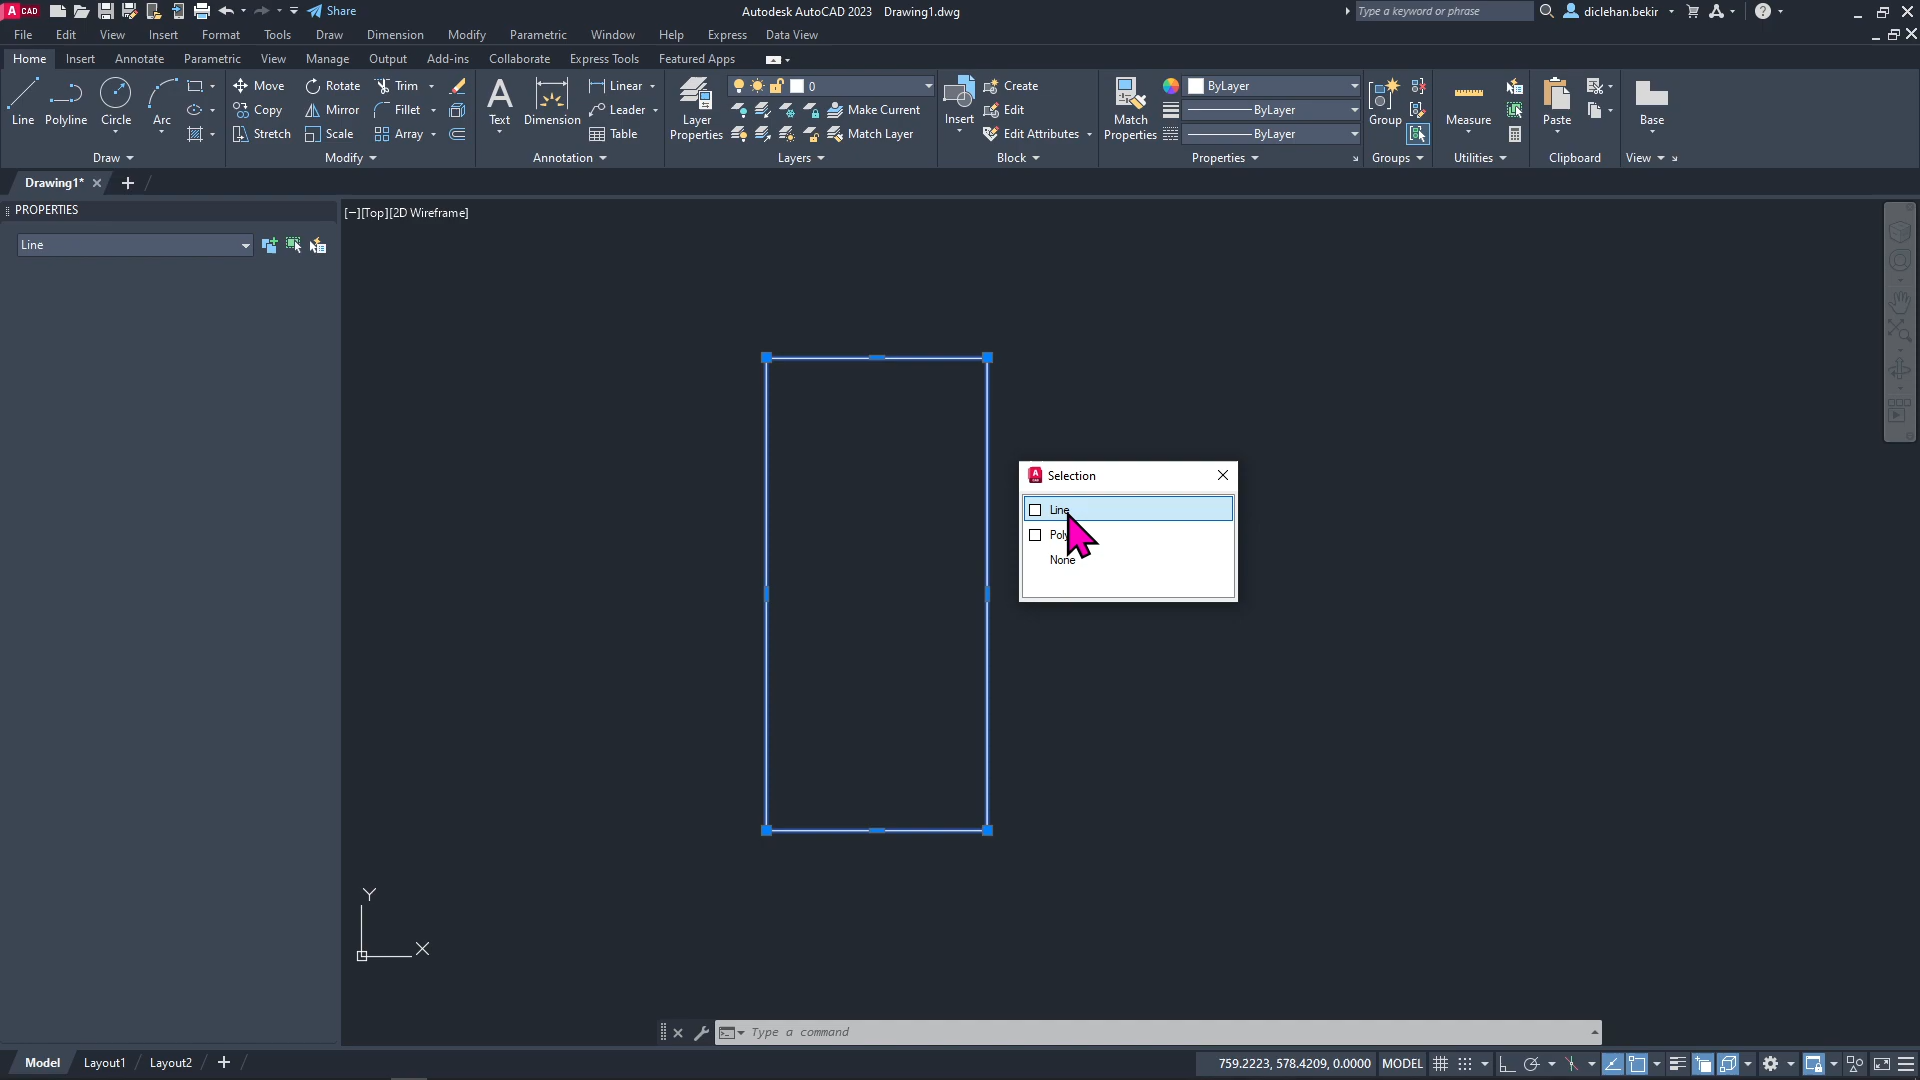 CAD
Share
Autodesk AutoCAD 2023 Drawing1.dwg
Type a keyword or phrase
diclehan.bekir
File Edit View Insert Format Tools Draw Dimension Modify Parametric Window Help Express Data View
Home Insert Annotate Parametric View Manage Output Add-ins Collaborate Express Tools Featured Apps
Line Polyline Circle Arc
Draw
Move Rotate Trim
Copy Mirror Fillet
Stretch Scale Array
Modify
Text Dimension
Linear
Leader
Table
Annotation
Layer
Properties
0
Make Current
Match Layer
Layers
Insert
Create
Edit
Edit Attributes
Block
Match
Properties
ByLayer
ByLayer
ByLayer
Properties
Group
Groups
Measure
Utilities
Paste
Clipboard
Base
View
Drawing1*
PROPERTIES
Line
[−][Top][2D Wireframe]
Selection
Line
None
Y
X
Type a command
Model Layout1 Layout2
759.2223, 578.4209, 0.0000 MODEL